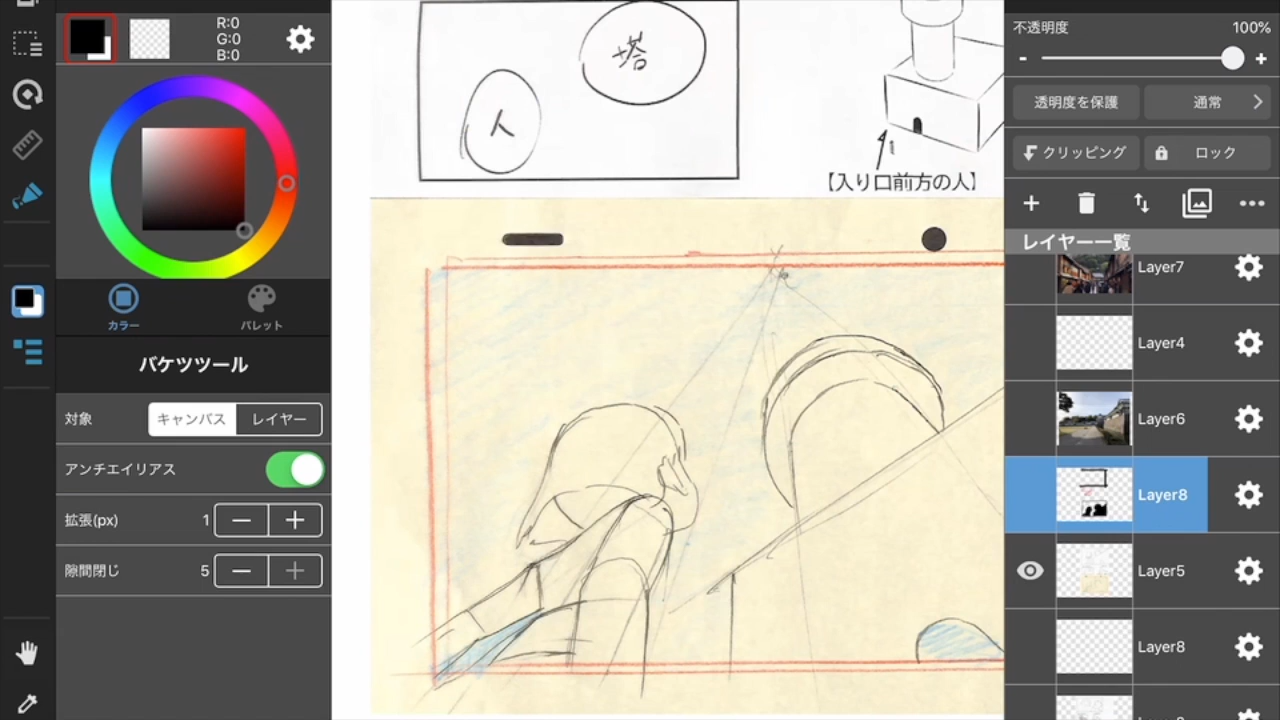 R:0
G:0
B:0
カラー
パレット
バケツツール
対象
キャンバス
レイヤー
アンチエイリアス
拡張(px)
1
隙間閉じ
5
塔
人
【入り口前方の人】
不透明度
100%
透明度を保護
通常
クリッピング
ロック
レイヤー一覧
Layer7
Layer4
Layer6
Layer8
Layer5
Layer8